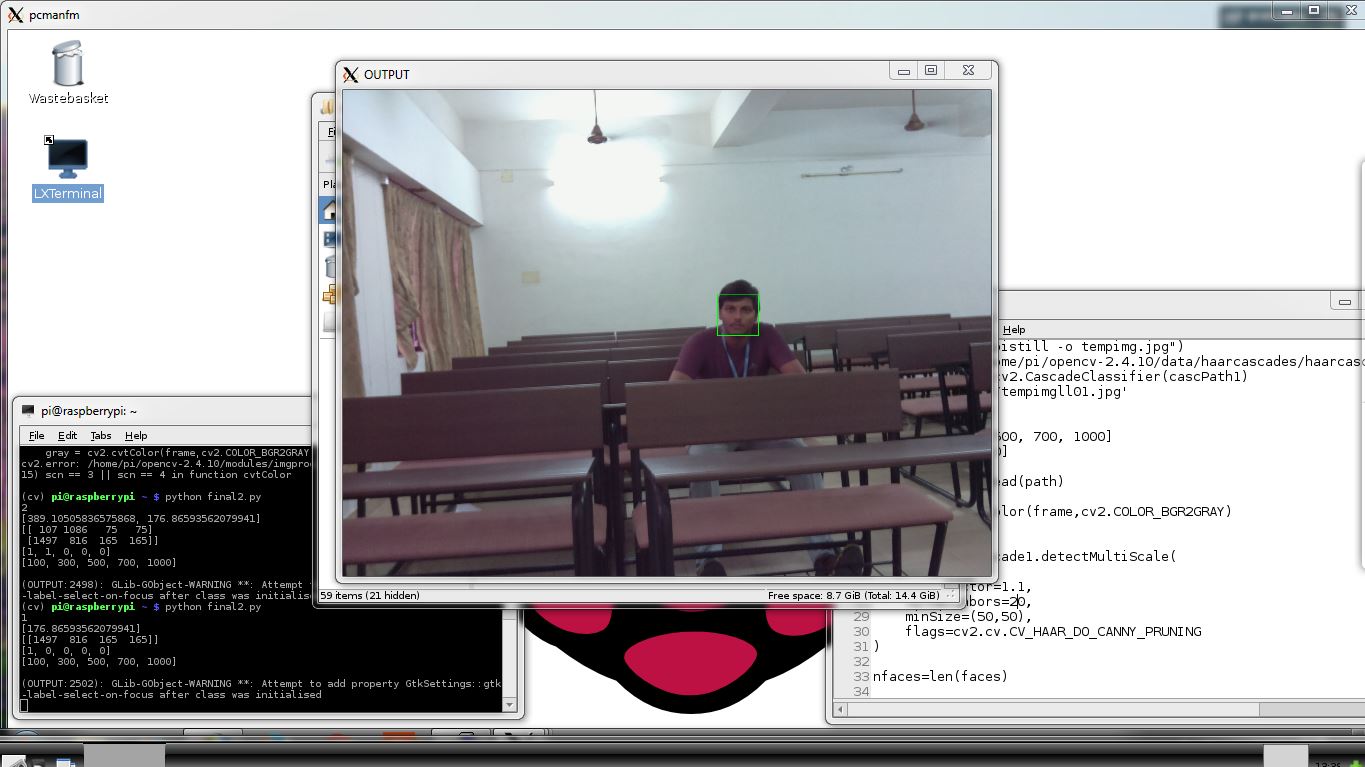 pcmanfm
Wastebasket
LXTerminal
OUTPUT
pi@raspberrypi: ~
File Edit Tabs Help
gray = cv2.cvtColor(frame,cv2.COLOR_BGR2GRAY
cv2.error: /home/pi/opencv-2.4.10/modules/imgpro
15) scn == 3 || scn == 4 in function cvtColor
(cv) pi@raspberrypi ~ $ python final2.py
2
[389.10505836575868, 176.86593562079941]
[[ 107 1086 75 75]
[1497 816 165 165]]
[1, 1, 0, 0, 0]
[100, 300, 500, 700, 1000]
(OUTPUT:2498): GLib-GObject-WARNING **: Attempt
-label-select-on-focus after class was initialis
(cv) pi@raspberrypi ~ $ python final2.py
1
[176.86593562079941]
[[1497 816 165 165]]
[1, 0, 0, 0, 0]
[100, 300, 500, 700, 1000]
(OUTPUT:2502): GLib-GObject-WARNING **: Attempt to add property GtkSettings::gtk
-label-select-on-focus after class was initialised
59 items (21 hidden)
Free space: 8.7 GiB (Total: 14.4 GiB)
Help
pistill -o tempimg.jpg")
me/pi/opencv-2.4.10/data/haarcascades/haarcas
cv2.CascadeClassifier(cascPath1)
tempimgll01.jpg'
500, 700, 1000]
0]
ead(path)
olor(frame,cv2.COLOR_BGR2GRAY)
cade1.detectMultiScale(
tor=1.1,
bors=20,
29 minSize=(50,50),
30 flags=cv2.cv.CV_HAAR_DO_CANNY_PRUNING
31 )
32
33 nfaces=len(faces)
34